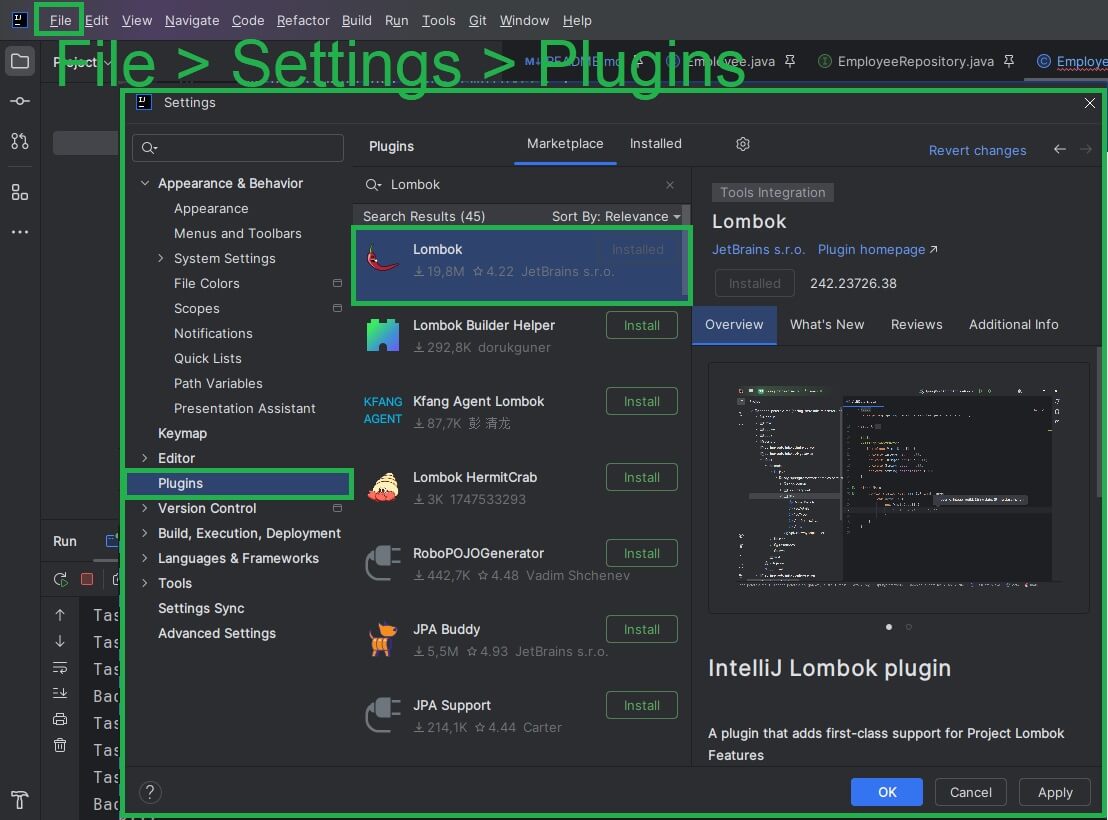 File Edit View Navigate Code Refactor Build Run Tools Git Window Help
File > Settings > Plugins
Project
README.md
Employee.java
EmployeeRepository.java
Employe
Settings
Plugins
Marketplace
Installed
Revert changes
Appearance & Behavior
Appearance
Menus and Toolbars
System Settings
File Colors
Scopes
Notifications
Quick Lists
Path Variables
Presentation Assistant
Keymap
Editor
Plugins
Version Control
Build, Execution, Deployment
Languages & Frameworks
Tools
Settings Sync
Advanced Settings
Lombok
Search Results (45)
Sort By: Relevance
Lombok
Installed
19,8M 4.22 JetBrains s.r.o.
Lombok Builder Helper
Install
292,8K dorukguner
KFANG
AGENT
Kfang Agent Lombok
Install
87,7K 彭 清龙
Lombok HermitCrab
Install
3K 1747533293
RoboPOJOGenerator
Install
442,7K 4.48 Vadim Shchenev
JPA Buddy
Install
5,5M 4.93 JetBrains s.r.o.
JPA Support
Install
214,1K 4.44 Carter
Tools Integration
Lombok
JetBrains s.r.o. Plugin homepage
Installed
242.23726.38
Overview
What's New
Reviews
Additional Info
IntelliJ Lombok plugin
A plugin that adds first-class support for Project Lombok
Features
Run
Tas
Tas
Tas
Bac
Tas
Tas
Tas
Bac
?
OK
Cancel
Apply